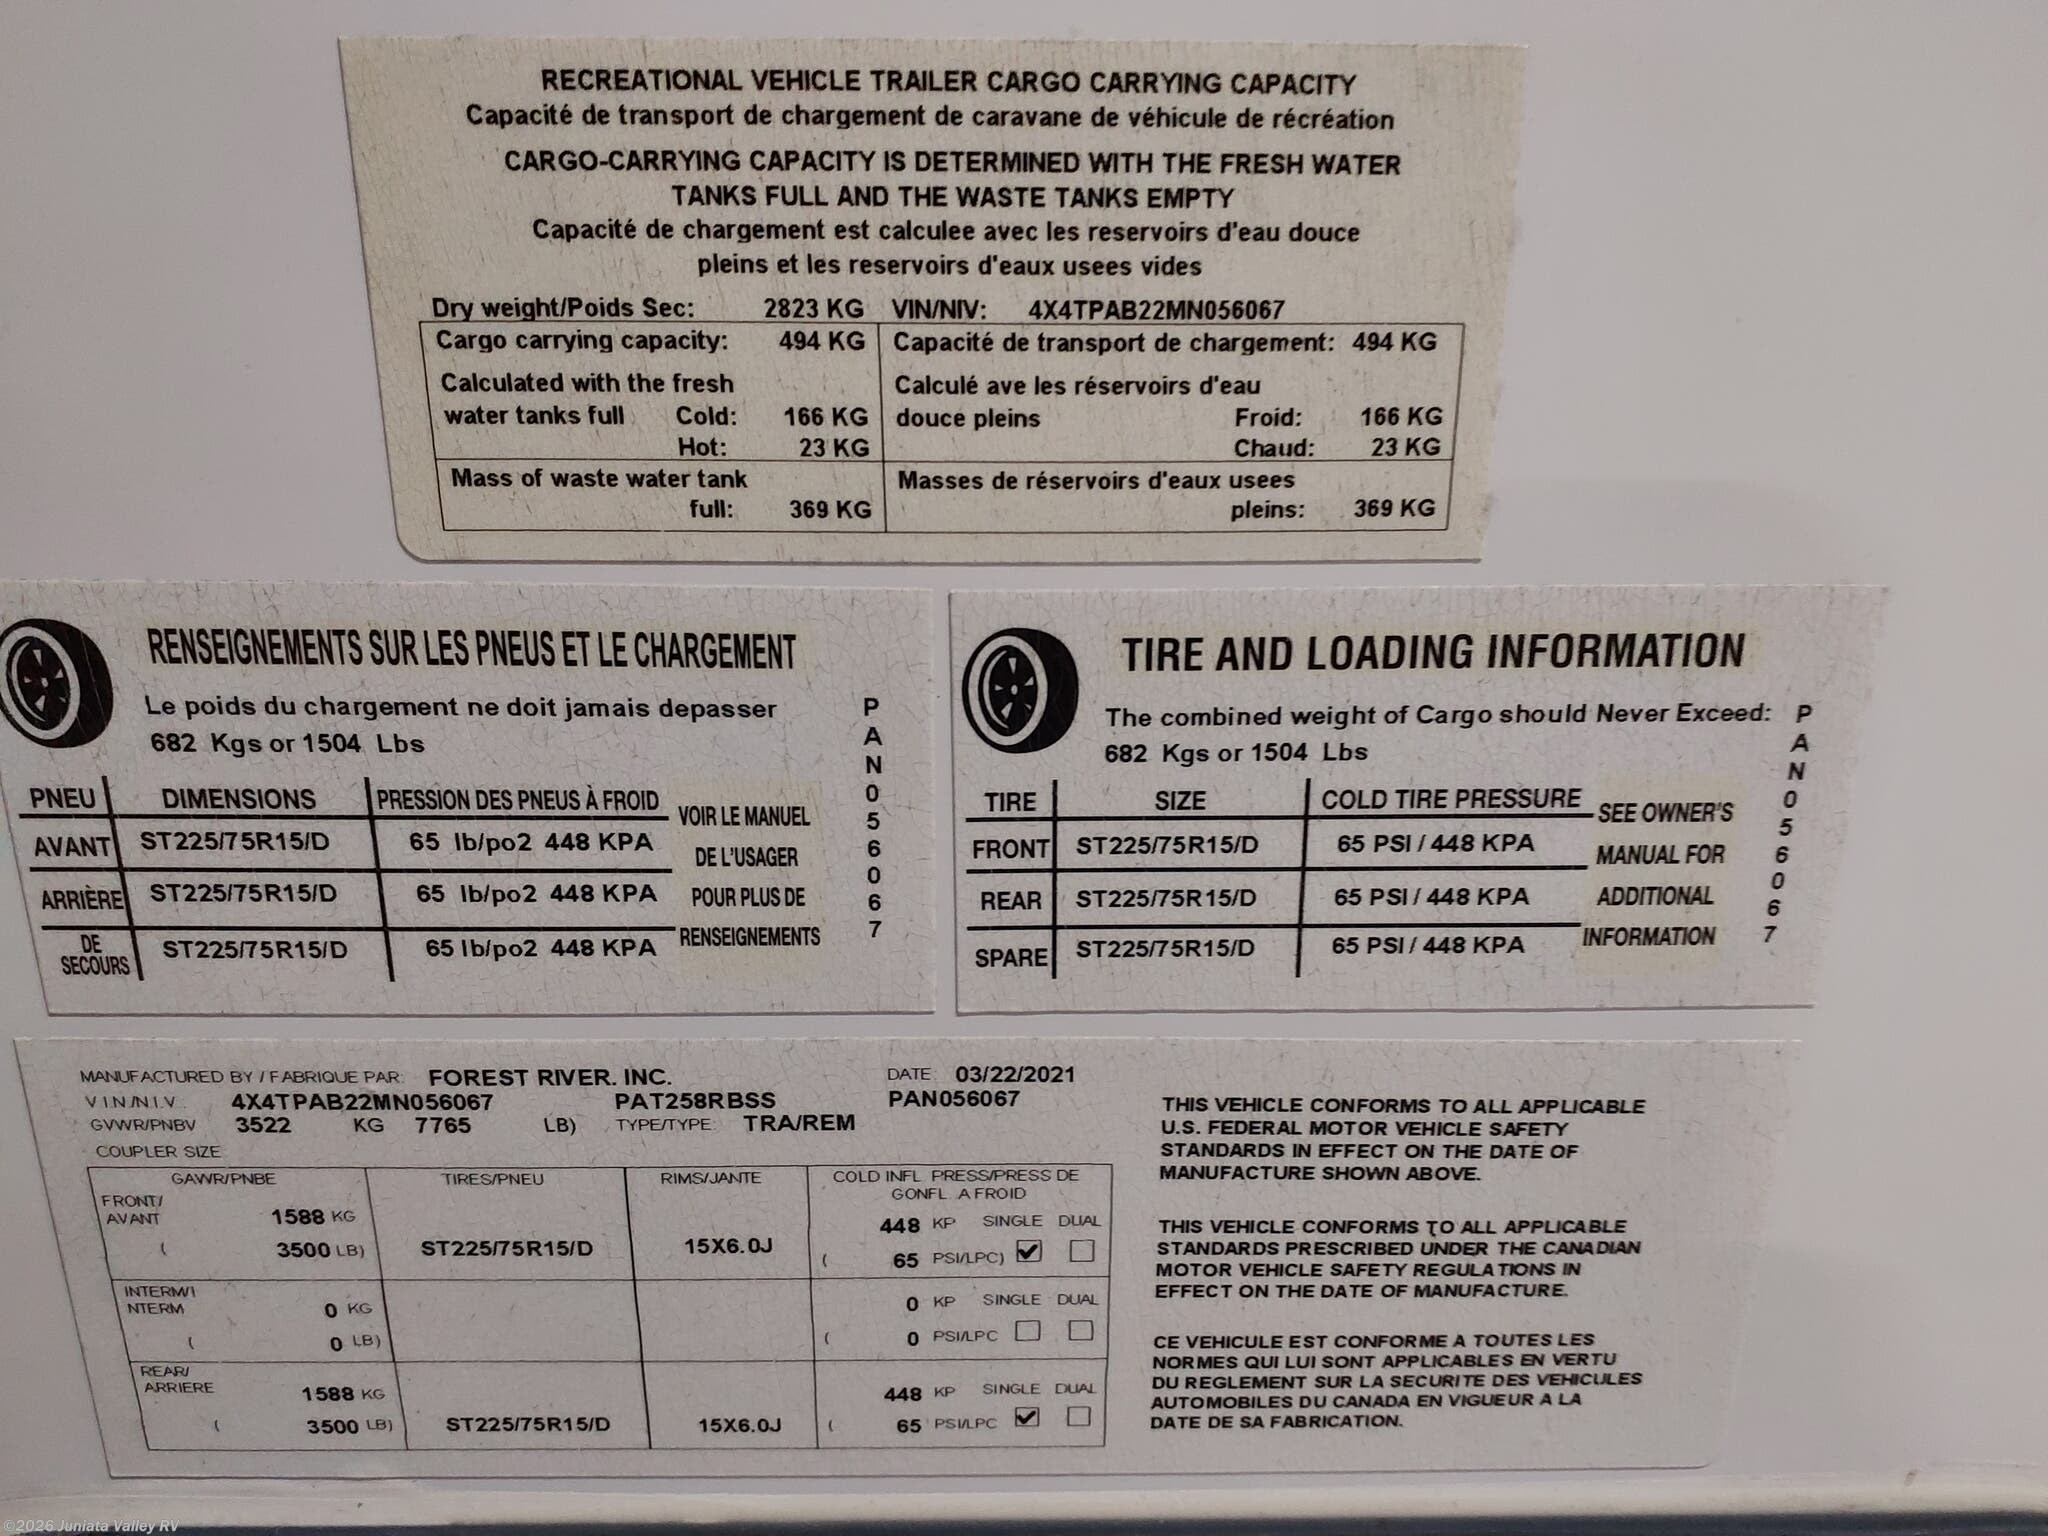 RECREATIONAL VEHICLE TRAILER CARGO CARRYING CAPACITY
Capacité de transport de chargement de caravane de véhicule de récréation
CARGO-CARRYING CAPACITY IS DETERMINED WITH THE FRESH WATER
TANKS FULL AND THE WASTE TANKS EMPTY
Capacité de chargement est calculee avec les reservoirs d'eau douce
pleins et les reservoirs d'eaux usees vides
Dry weight/Poids Sec: 2823 KG VIN/NIV: 4X4TPAB22MN056067
Cargo carrying capacity: 494 KG Capacité de transport de chargement: 494 KG
Calculated with the fresh Calculé ave les réservoirs d'eau
water tanks full Cold: 166 KG douce pleins Froid: 166 KG
Hot: 23 KG Chaud: 23 KG
Mass of waste water tank Masses de réservoirs d'eaux usees
full: 369 KG pleins: 369 KG
RENSEIGNEMENTS SUR LES PNEUS ET LE CHARGEMENT
Le poids du chargement ne doit jamais depasser
682 Kgs or 1504 Lbs
PNEU DIMENSIONS PRESSION DES PNEUS À FROID
AVANT ST225/75R15/D 65 lb/po2 448 KPA
ARRIÈRE ST225/75R15/D 65 lb/po2 448 KPA
DE
SECOURS ST225/75R15/D 65 lb/po2 448 KPA
VOIR LE MANUEL
DE L'USAGER
POUR PLUS DE
RENSEIGNEMENTS
PAN056067
TIRE AND LOADING INFORMATION
The combined weight of Cargo should Never Exceed:
682 Kgs or 1504 Lbs
TIRE SIZE COLD TIRE PRESSURE
FRONT ST225/75R15/D 65 PSI / 448 KPA
REAR ST225/75R15/D 65 PSI / 448 KPA
SPARE ST225/75R15/D 65 PSI / 448 KPA
SEE OWNER'S
MANUAL FOR
ADDITIONAL
INFORMATION
PAN056067
MANUFACTURED BY / FABRIQUE PAR: FOREST RIVER. INC. DATE 03/22/2021
V.I.N./N.I.V. 4X4TPAB22MN056067 PAT258RBSS PAN056067
GVWR/PNBV 3522 KG 7765 LB) TYPE/TYPE: TRA/REM
COUPLER SIZE
GAWR/PNBE TIRES/PNEU RIMS/JANTE COLD INFL PRESS/PRESS DE
GONFL A FROID
FRONT/
AVANT 1588 KG 448 KP SINGLE DUAL
( 3500 LB) ST225/75R15/D 15X6.0J ( 65 PSI/LPC)
INTERM/I
NTERM 0 KG 0 KP SINGLE DUAL
( 0 LB) ( 0 PSI/LPC
REAR/
ARRIERE 1588 KG 448 KP SINGLE DUAL
( 3500 LB) ST225/75R15/D 15X6.0J ( 65 PSI/LPC
THIS VEHICLE CONFORMS TO ALL APPLICABLE
U.S. FEDERAL MOTOR VEHICLE SAFETY
STANDARDS IN EFFECT ON THE DATE OF
MANUFACTURE SHOWN ABOVE.
THIS VEHICLE CONFORMS TO ALL APPLICABLE
STANDARDS PRESCRIBED UNDER THE CANADIAN
MOTOR VEHICLE SAFETY REGULATIONS IN
EFFECT ON THE DATE OF MANUFACTURE.
CE VEHICULE EST CONFORME A TOUTES LES
NORMES QUI LUI SONT APPLICABLES EN VERTU
DU REGLEMENT SUR LA SECURITE DES VEHICULES
AUTOMOBILES DU CANADA EN VIGUEUR A LA
DATE DE SA FABRICATION.
©2026 Juniata Valley RV